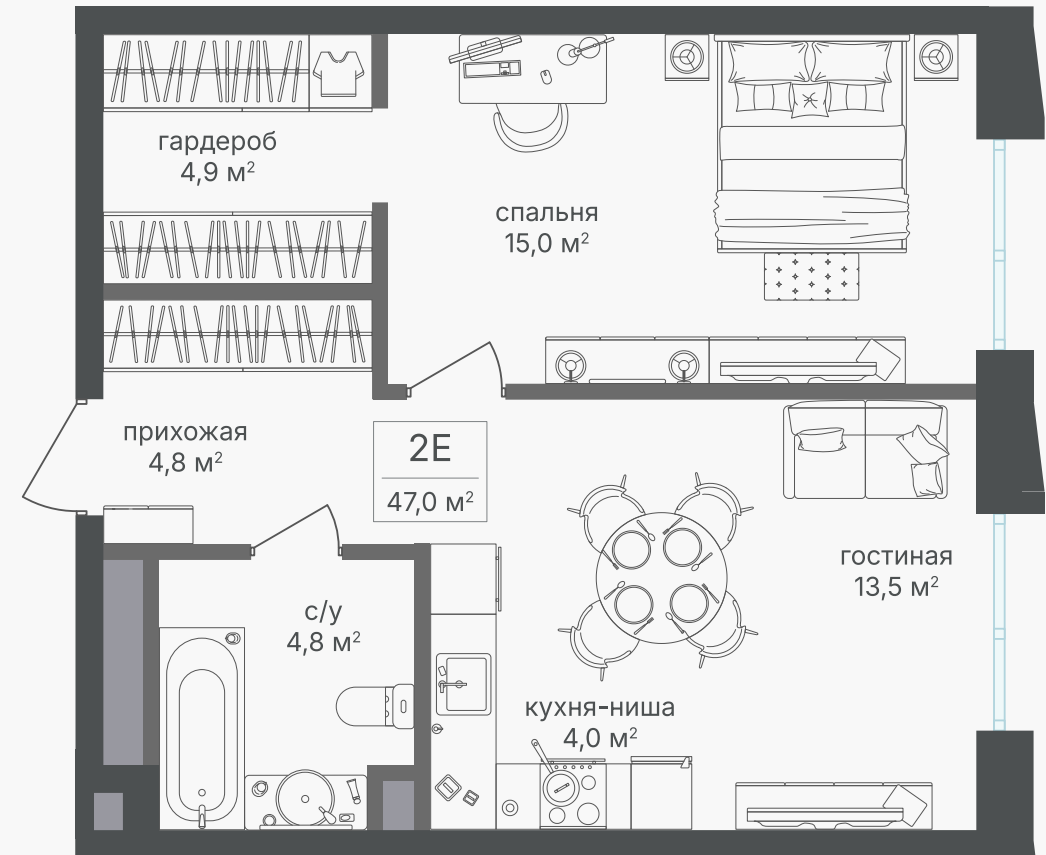 гардероб
4,9 м²
спальня
15,0 м²
прихожая
4,8 м²
2Е
47,0 м²
гостиная
13,5 м²
с/у
4,8 м²
кухня-ниша
4,0 м²